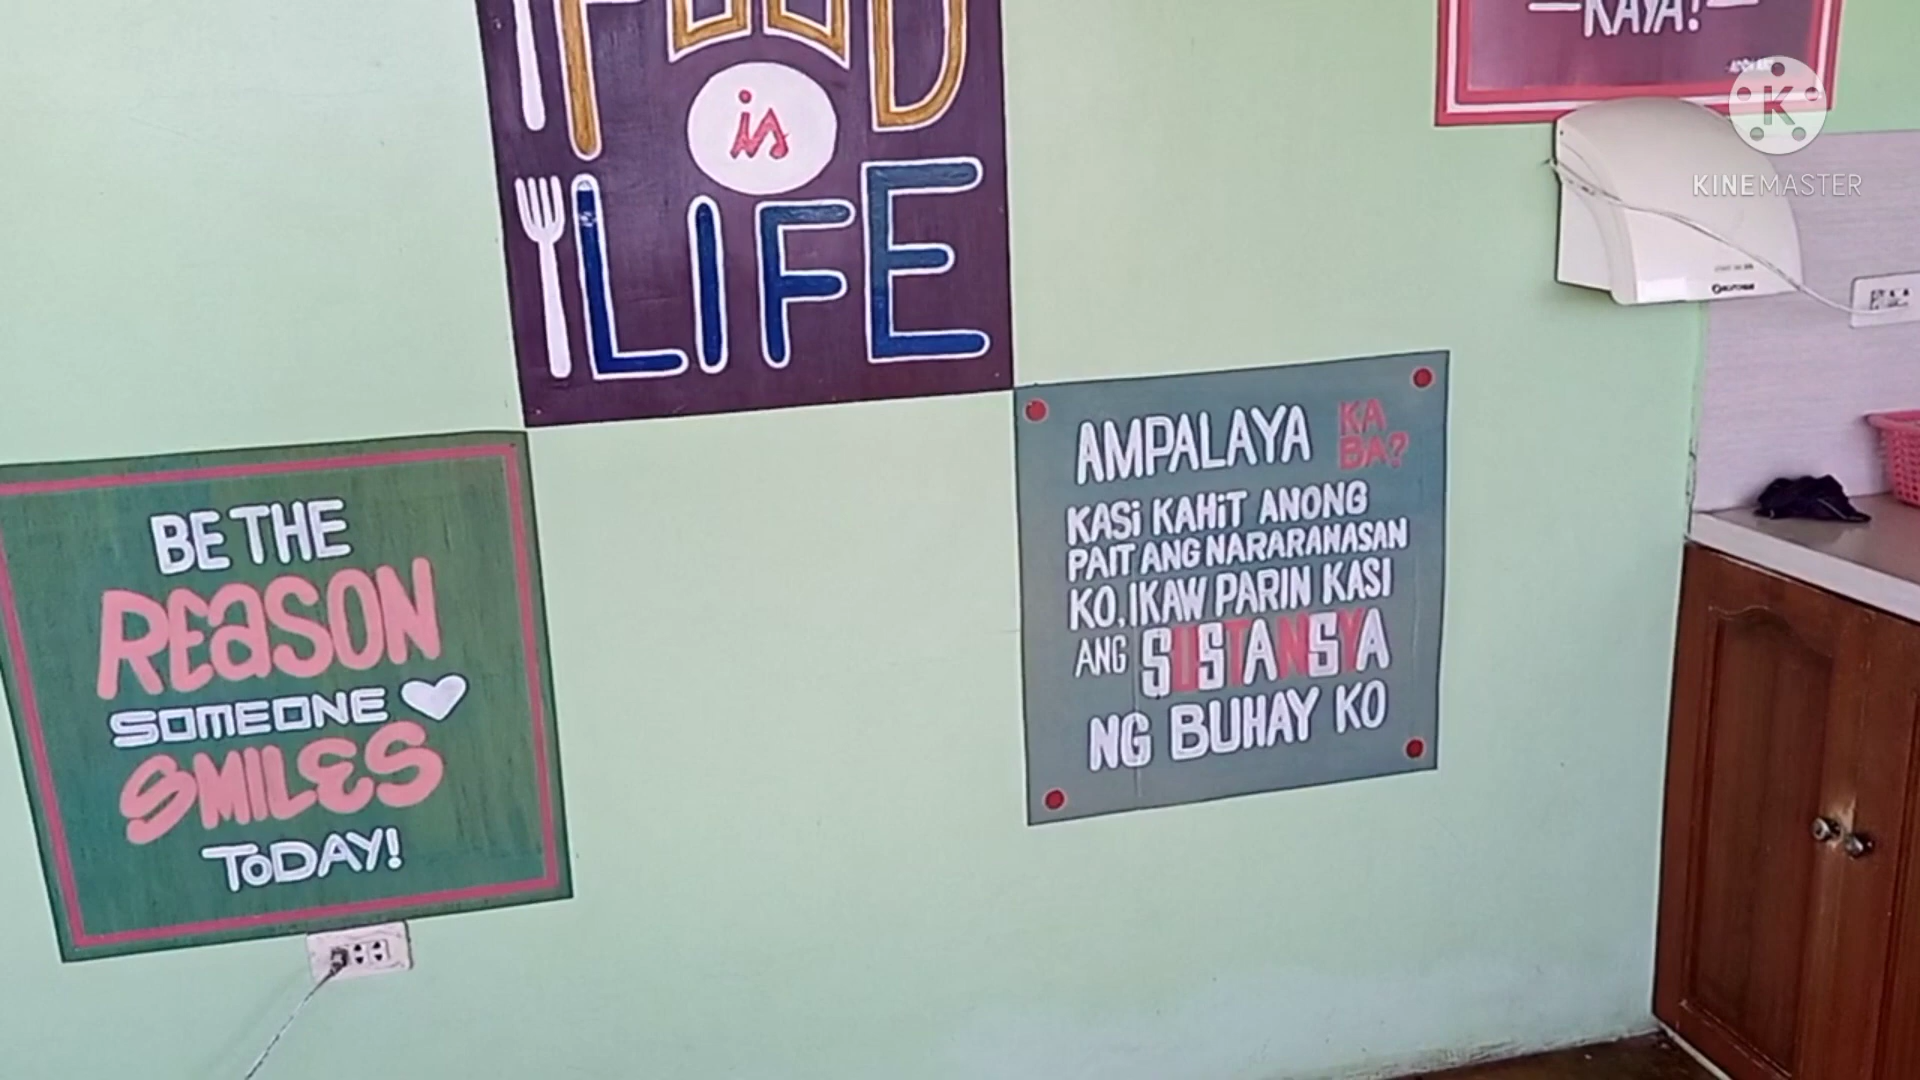 FOOD
is
LIFE
KAYA!
KINEMASTER
BE THE
REASON
SOMEONE
SMILES
TODAY!
AMPALAYA KA
BA?
KASI KAHIT ANONG
PAIT ANG NARARANASAN
KO, IKAW PARIN KASI
ANG SUSTANSYA
NG BUHAY KO